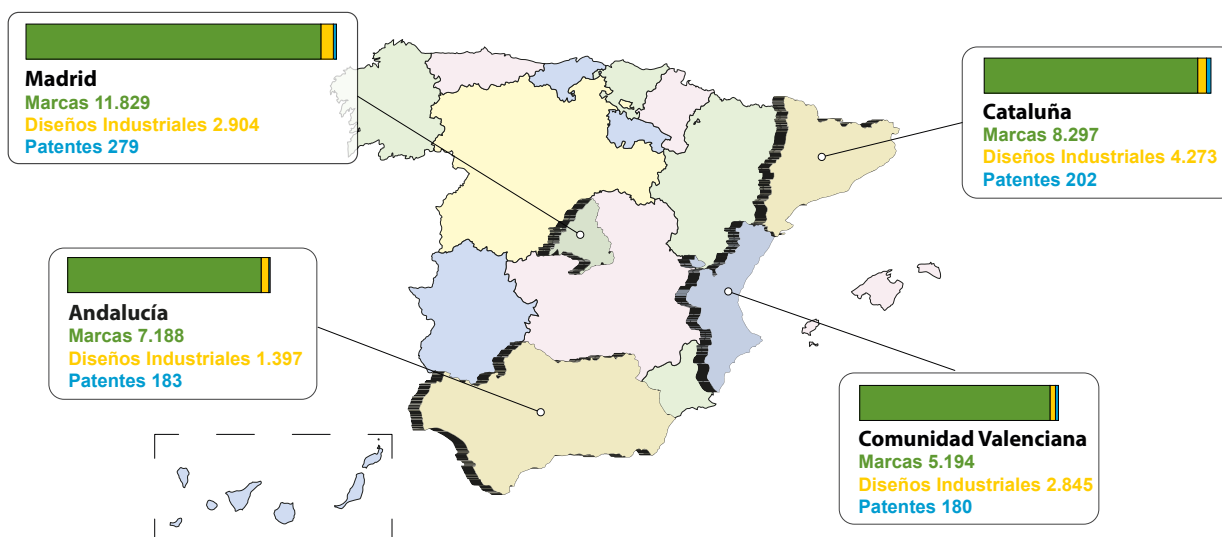 Madrid
Marcas 11.829
Diseños Industriales 2.904
Patentes 279
Cataluña
Marcas 8.297
Diseños Industriales 4.273
Patentes 202
Andalucía
Marcas 7.188
Diseños Industriales 1.397
Patentes 183
Comunidad Valenciana
Marcas 5.194
Diseños Industriales 2.845
Patentes 180